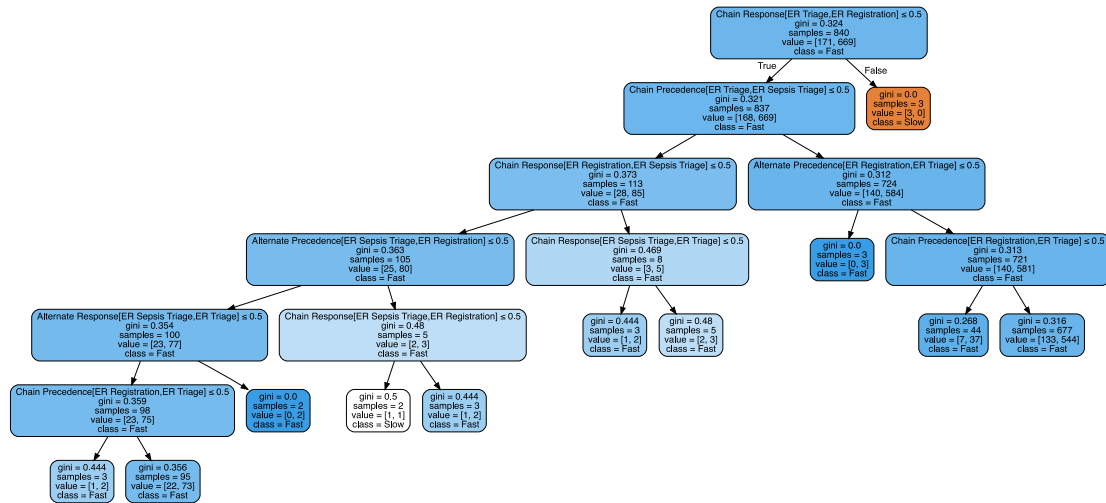 Chain Response[ER Triage,ER Registration] ≤ 0.5
gini = 0.324
samples = 840
value = [171, 669]
class = Fast
True
False
Chain Precedence[ER Triage,ER Sepsis Triage] ≤ 0.5
gini = 0.321
samples = 837
value = [168, 669]
class = Fast
gini = 0.0
samples = 3
value = [3, 0]
class = Slow
Chain Response[ER Registration,ER Sepsis Triage] ≤ 0.5
gini = 0.373
samples = 113
value = [28, 85]
class = Fast
Alternate Precedence[ER Registration,ER Triage] ≤ 0.5
gini = 0.312
samples = 724
value = [140, 584]
class = Fast
Alternate Precedence[ER Sepsis Triage,ER Registration] ≤ 0.5
gini = 0.363
samples = 105
value = [25, 80]
class = Fast
Chain Response[ER Sepsis Triage,ER Triage] ≤ 0.5
gini = 0.469
samples = 8
value = [3, 5]
class = Fast
gini = 0.0
samples = 3
value = [0, 3]
class = Fast
Chain Precedence[ER Registration,ER Triage] ≤ 0.5
gini = 0.313
samples = 721
value = [140, 581]
class = Fast
Alternate Response[ER Sepsis Triage,ER Triage] ≤ 0.5
gini = 0.354
samples = 100
value = [23, 77]
class = Fast
Chain Response[ER Sepsis Triage,ER Registration] ≤ 0.5
gini = 0.48
samples = 5
value = [2, 3]
class = Fast
gini = 0.444
samples = 3
value = [1, 2]
class = Fast
gini = 0.48
samples = 5
value = [2, 3]
class = Fast
gini = 0.268
samples = 44
value = [7, 37]
class = Fast
gini = 0.316
samples = 677
value = [133, 544]
class = Fast
Chain Precedence[ER Registration,ER Triage] ≤ 0.5
gini = 0.359
samples = 98
value = [23, 75]
class = Fast
gini = 0.0
samples = 2
value = [0, 2]
class = Fast
gini = 0.5
samples = 2
value = [1, 1]
class = Slow
gini = 0.444
samples = 3
value = [1, 2]
class = Fast
gini = 0.444
samples = 3
value = [1, 2]
class = Fast
gini = 0.356
samples = 95
value = [22, 73]
class = Fast